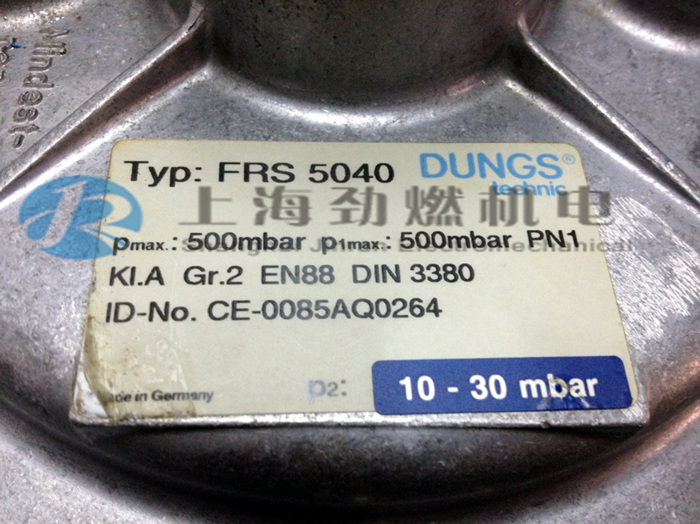 Mindest-
Typ: FRS 5040 DUNGS®
technic
上海劲燃机电
pmax.: 500mbar p1max.: 500mbar PN1
Kl.A Gr.2 EN88 DIN 3380
ID-No. CE-0085AQ0264
de in Germany p2: 10 - 30 mbar